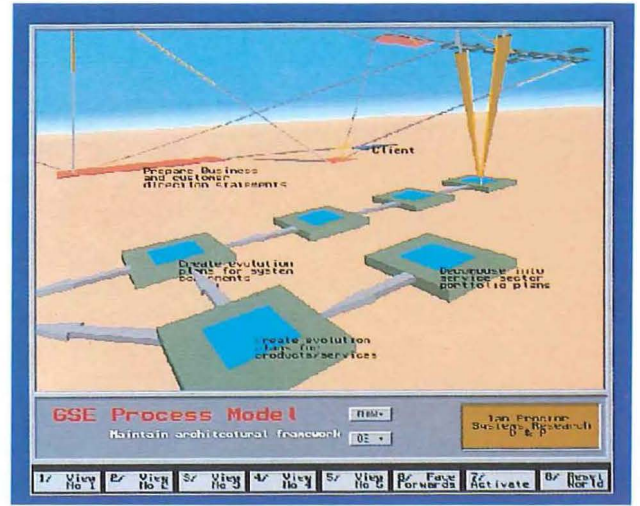 Client
Prepare Business
and customer
direction statements
Create evolution
plans for system
Decompose into
service sector
portfolio plans
Create evolution
plans for
products/services
GSE Process Model
Maintain architectural framework
Ian Proctor
Systems Research
1/ View No 1
2/ View No 2
3/ View No 3
4/ View No 4
5/ View No 5
6/ Face Forwards
7/ Activate
8/ Reset World